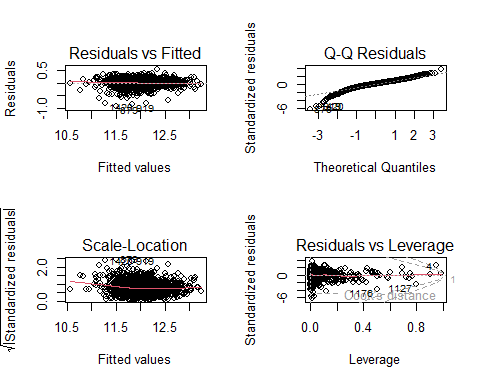 Residuals vs Fitted
Residuals
0.5
-1.0
10.5 11.5 12.5
Fitted values
Q-Q Residuals
Standardized residuals
0
-6
-3 -1 1 2 3
Theoretical Quantiles
Scale-Location
√|Standardized residuals|
2.0
0.0
10.5 11.5 12.5
Fitted values
Residuals vs Leverage
Standardized residuals
0
-6
1
1176
1127
Cook's distance
0.0 0.4 0.8
Leverage